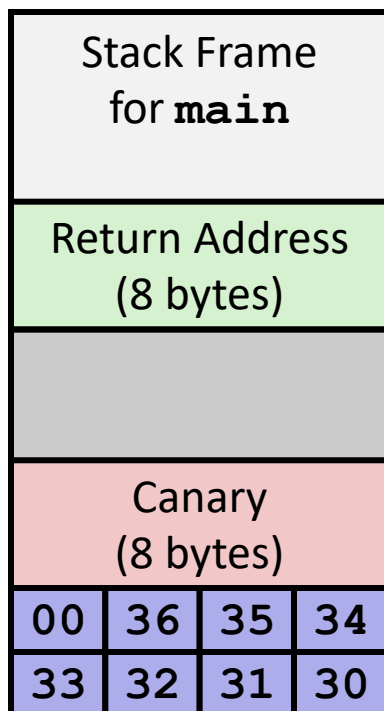 Stack Frame
for main
Return Address
(8 bytes)
Canary
(8 bytes)
00 36 35 34
33 32 31 30